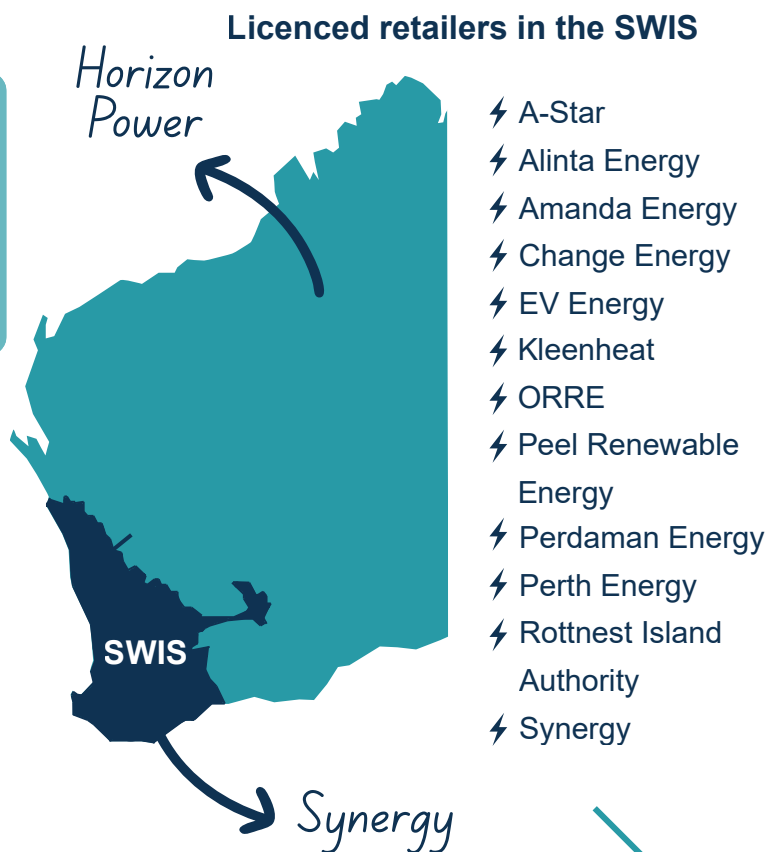 Licenced retailers in the SWIS
Horizon
Power
A-Star
Alinta Energy
Amanda Energy
Change Energy
EV Energy
Kleenheat
ORRE
Peel Renewable
Energy
Perdaman Energy
Perth Energy
Rottnest Island
Authority
Synergy
SWIS
Synergy